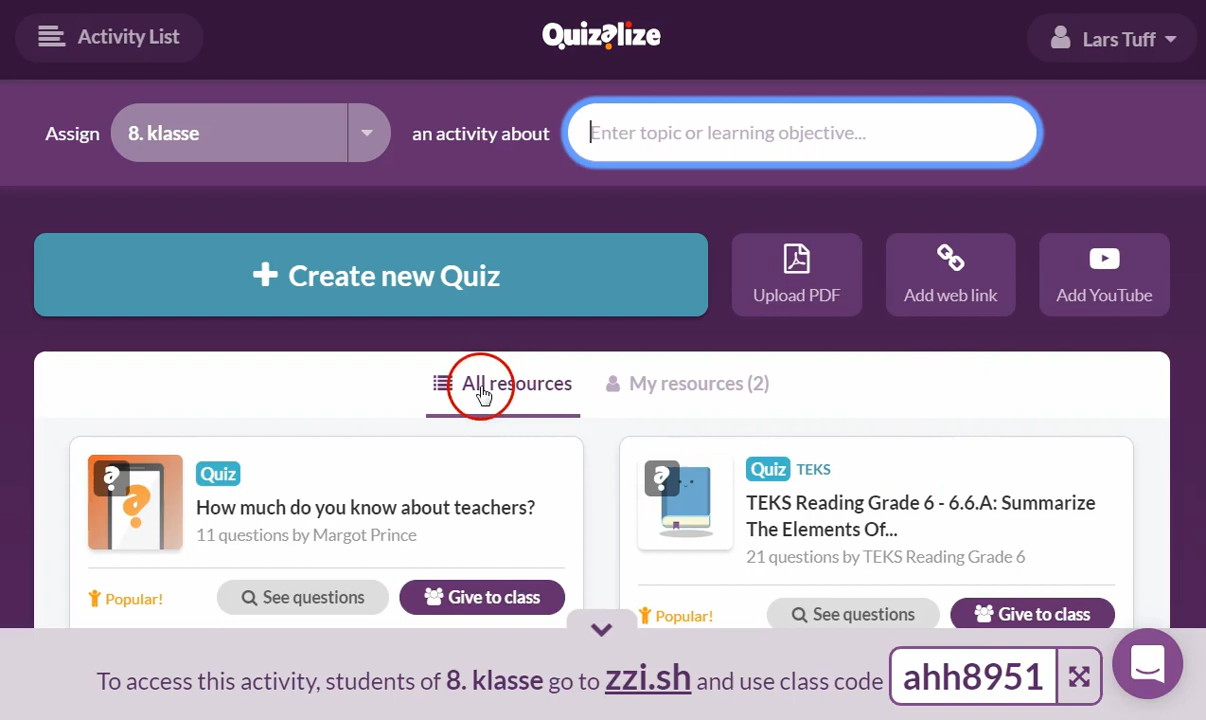 Activity List
Quizalize
Lars Tuff
Assign 8. klasse an activity about Enter topic or learning objective...
+ Create new Quiz
Upload PDF
Add web link
Add YouTube
All resources
My resources (2)
Quiz
How much do you know about teachers?
11 questions by Margot Prince
Popular!
See questions
Give to class
Quiz TEKS
TEKS Reading Grade 6 - 6.6.A: Summarize
The Elements Of...
21 questions by TEKS Reading Grade 6
Popular!
See questions
Give to class
To access this activity, students of 8. klasse go to zzi.sh and use class code ahh8951